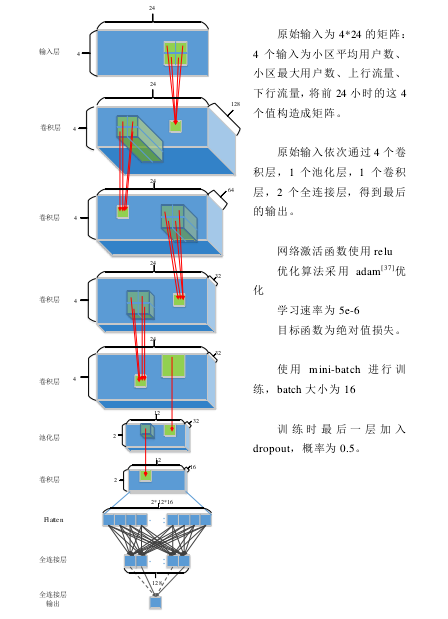 24
输入层
4
24
128
卷积层
4
24
64
卷积层
4
24
32
卷积层
4
24
32
卷积层
4
12
32
池化层
2
12
16
卷积层
2
2*12*16
Flatten
全连接层
128
全连接层
输出
原始输入为 4*24 的矩阵：
4 个输入为小区平均用户数、
小区最大用户数、上行流量、
下行流量，将前 24 小时的这 4
个值构造成矩阵。
原始输入依次通过 4 个卷
积层，1 个池化层，1 个卷积
层，2 个全连接层，得到最后
的输出。
网络激活函数使用 relu
优化算法采用 adam[37]优
化
学习速率为 5e-6
目标函数为绝对值损失。
使用 mini-batch 进行训
练，batch 大小为 16
训练时最后一层加入
dropout，概率为 0.5。